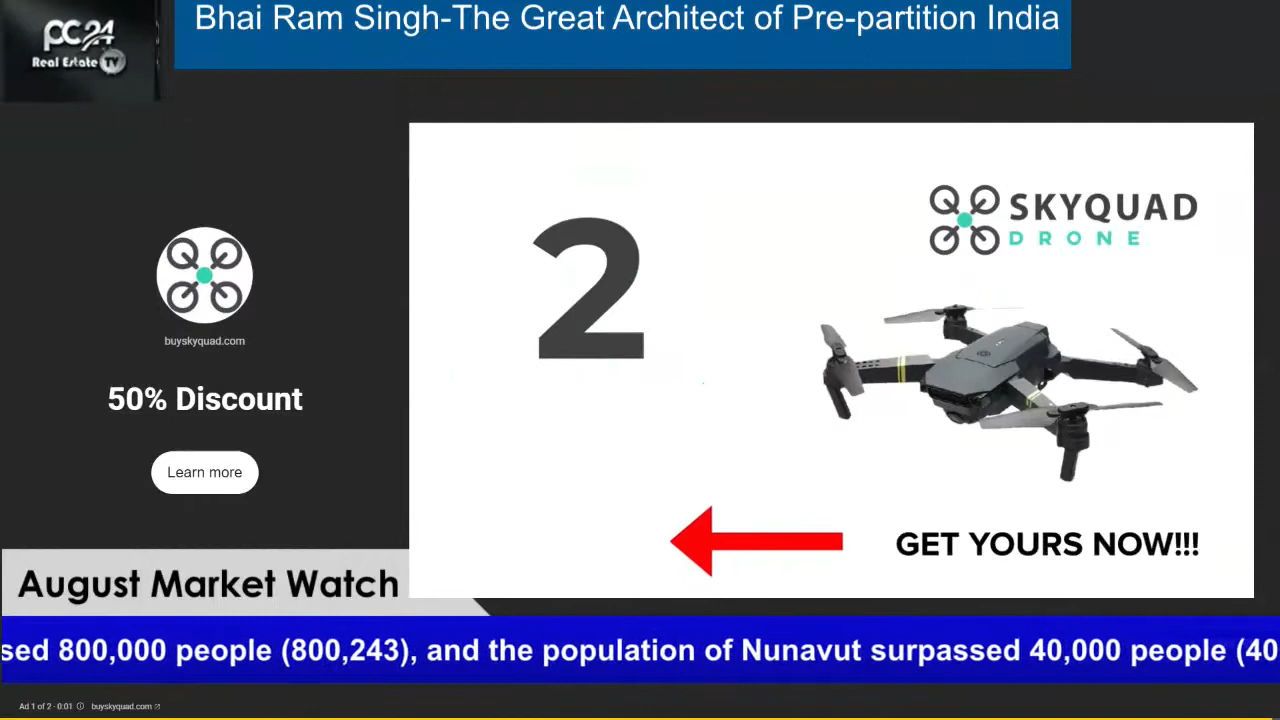 Bhai Ram Singh-The Great Architect of Pre-partition India
PC24
Real Estate TV
2
SKYQUAD
DRONE
buyskyquad.com
50% Discount
Learn more
GET YOURS NOW!!!
August Market Watch
sed 800,000 people (800,243), and the population of Nunavut surpassed 40,000 people (40
Ad 1 of 2 · 0:01 buyskyquad.com